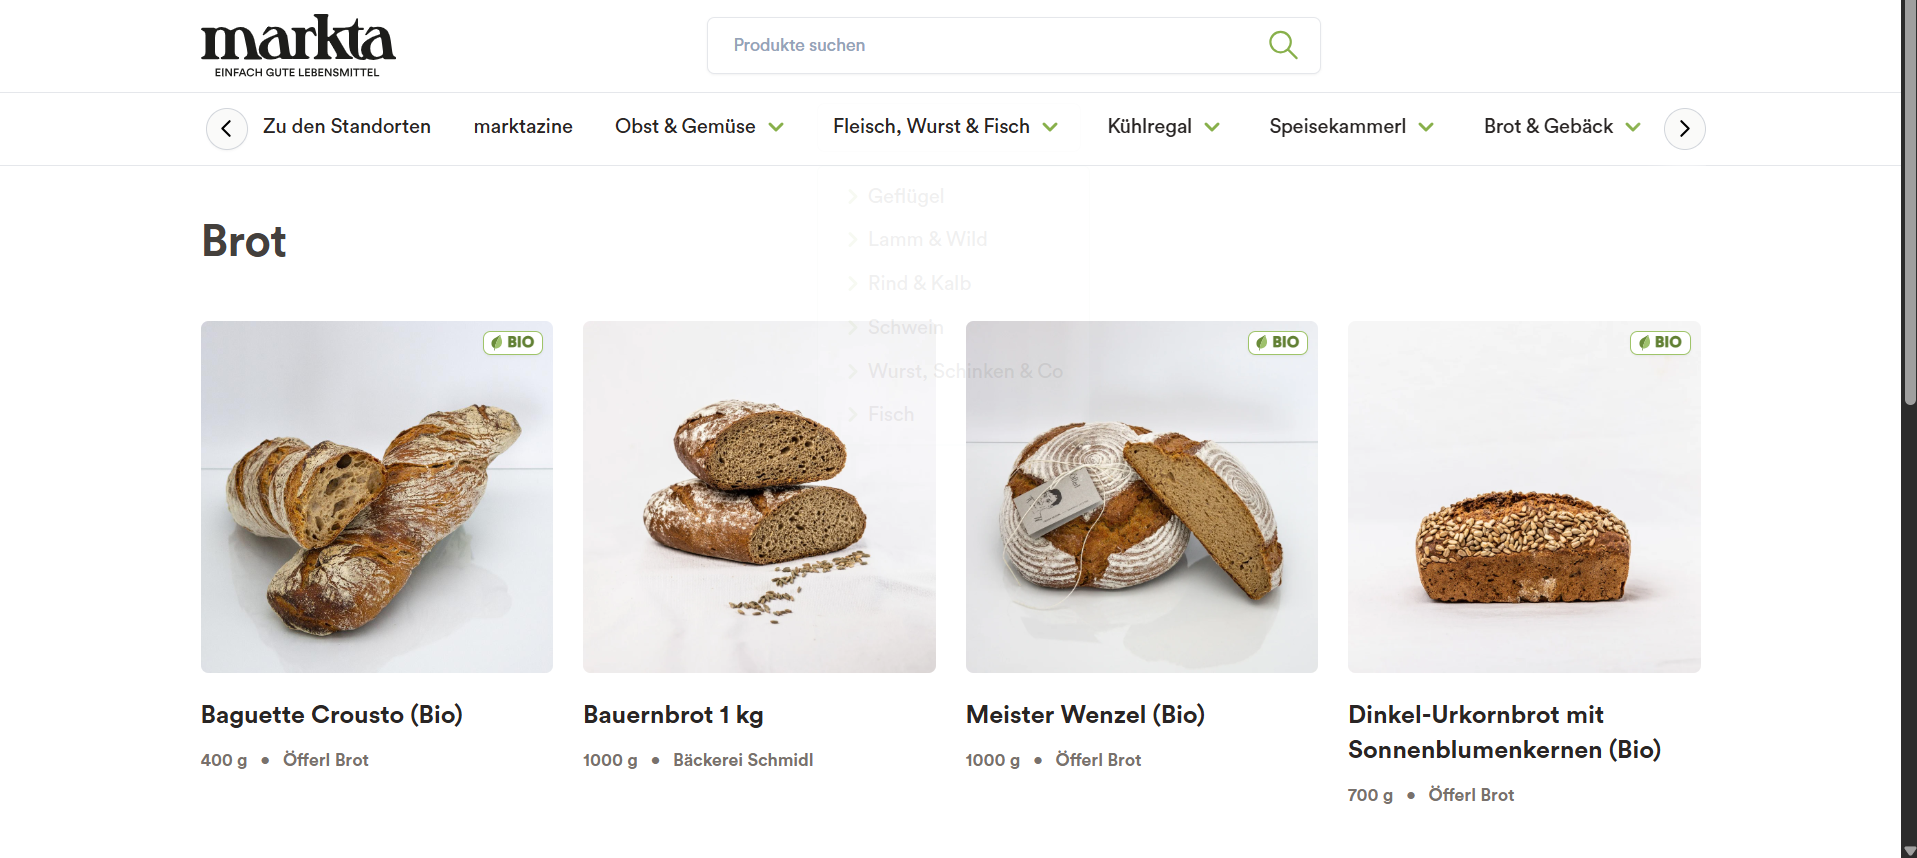 markta
EINFACH GUTE LEBENSMITTEL
Produkte suchen
Zu den Standorten
marktazine
Obst & Gemüse
Fleisch, Wurst & Fisch
Kühlregal
Speisekammerl
Brot & Gebäck
Geflügel
Lamm & Wild
Rind & Kalb
Schwein
Wurst, Schinken & Co
Fisch
Brot
BIO
BIO
BIO
Baguette Crousto (Bio)
400 g • Öfferl Brot
Bauernbrot 1 kg
1000 g • Bäckerei Schmidl
Meister Wenzel (Bio)
1000 g • Öfferl Brot
Dinkel-Urkornbrot mit
Sonnenblumenkernen (Bio)
700 g • Öfferl Brot